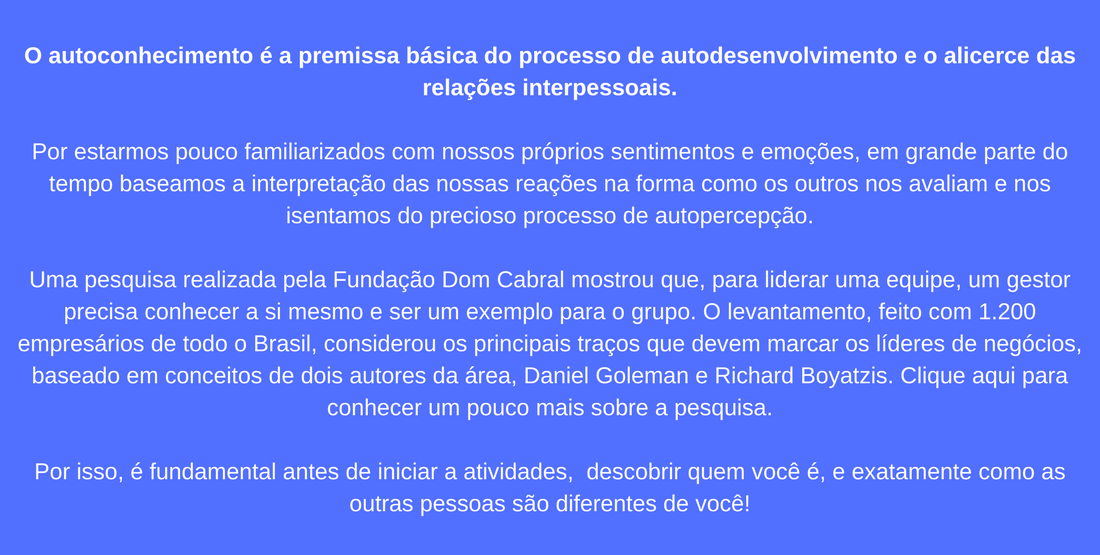 O autoconhecimento é a premissa básica do processo de autodesenvolvimento e o alicerce das
relações interpessoais.
Por estarmos pouco familiarizados com nossos próprios sentimentos e emoções, em grande parte do
tempo baseamos a interpretação das nossas reações na forma como os outros nos avaliam e nos
isentamos do precioso processo de autopercepção.
Uma pesquisa realizada pela Fundação Dom Cabral mostrou que, para liderar uma equipe, um gestor
precisa conhecer a si mesmo e ser um exemplo para o grupo. O levantamento, feito com 1.200
empresários de todo o Brasil, considerou os principais traços que devem marcar os líderes de negócios,
baseado em conceitos de dois autores da área, Daniel Goleman e Richard Boyatzis. Clique aqui para
conhecer um pouco mais sobre a pesquisa.
Por isso, é fundamental antes de iniciar a atividades,  descobrir quem você é, e exatamente como as
outras pessoas são diferentes de você!